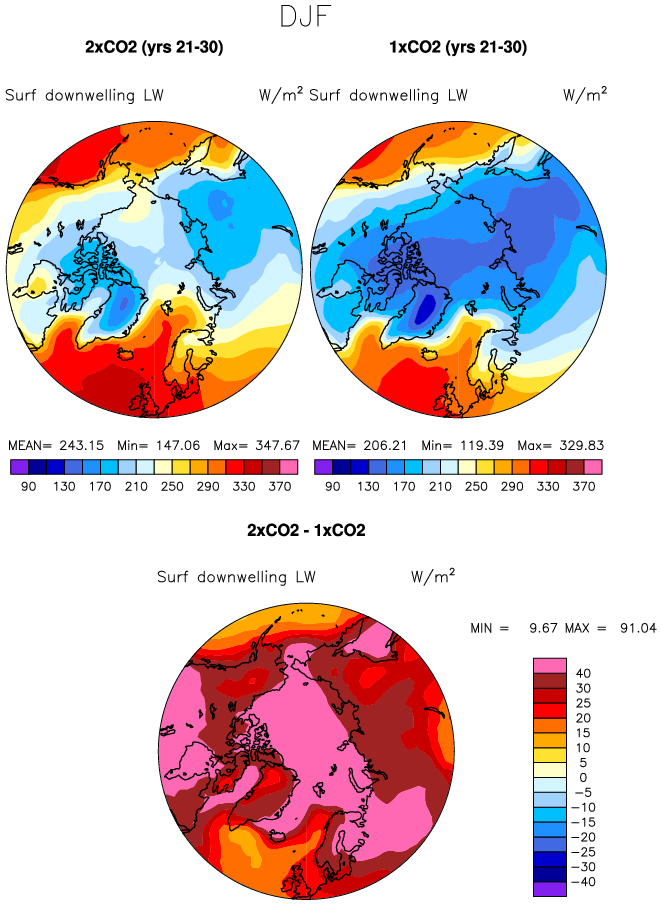 DJF
2xCO2 (yrs 21-30) 1xCO2 (yrs 21-30)
Surf downwelling LW W/m² Surf downwelling LW W/m²
MEAN= 243.15 Min= 147.06 Max= 347.67 MEAN= 206.21 Min= 119.39 Max= 329.83
90 130 170 210 250 290 330 370 90 130 170 210 250 290 330 370
2xCO2 - 1xCO2
Surf downwelling LW W/m²
MIN = 9.67 MAX = 91.04
40
30
25
20
15
10
5
0
−5
−10
−15
−20
−25
−30
−40